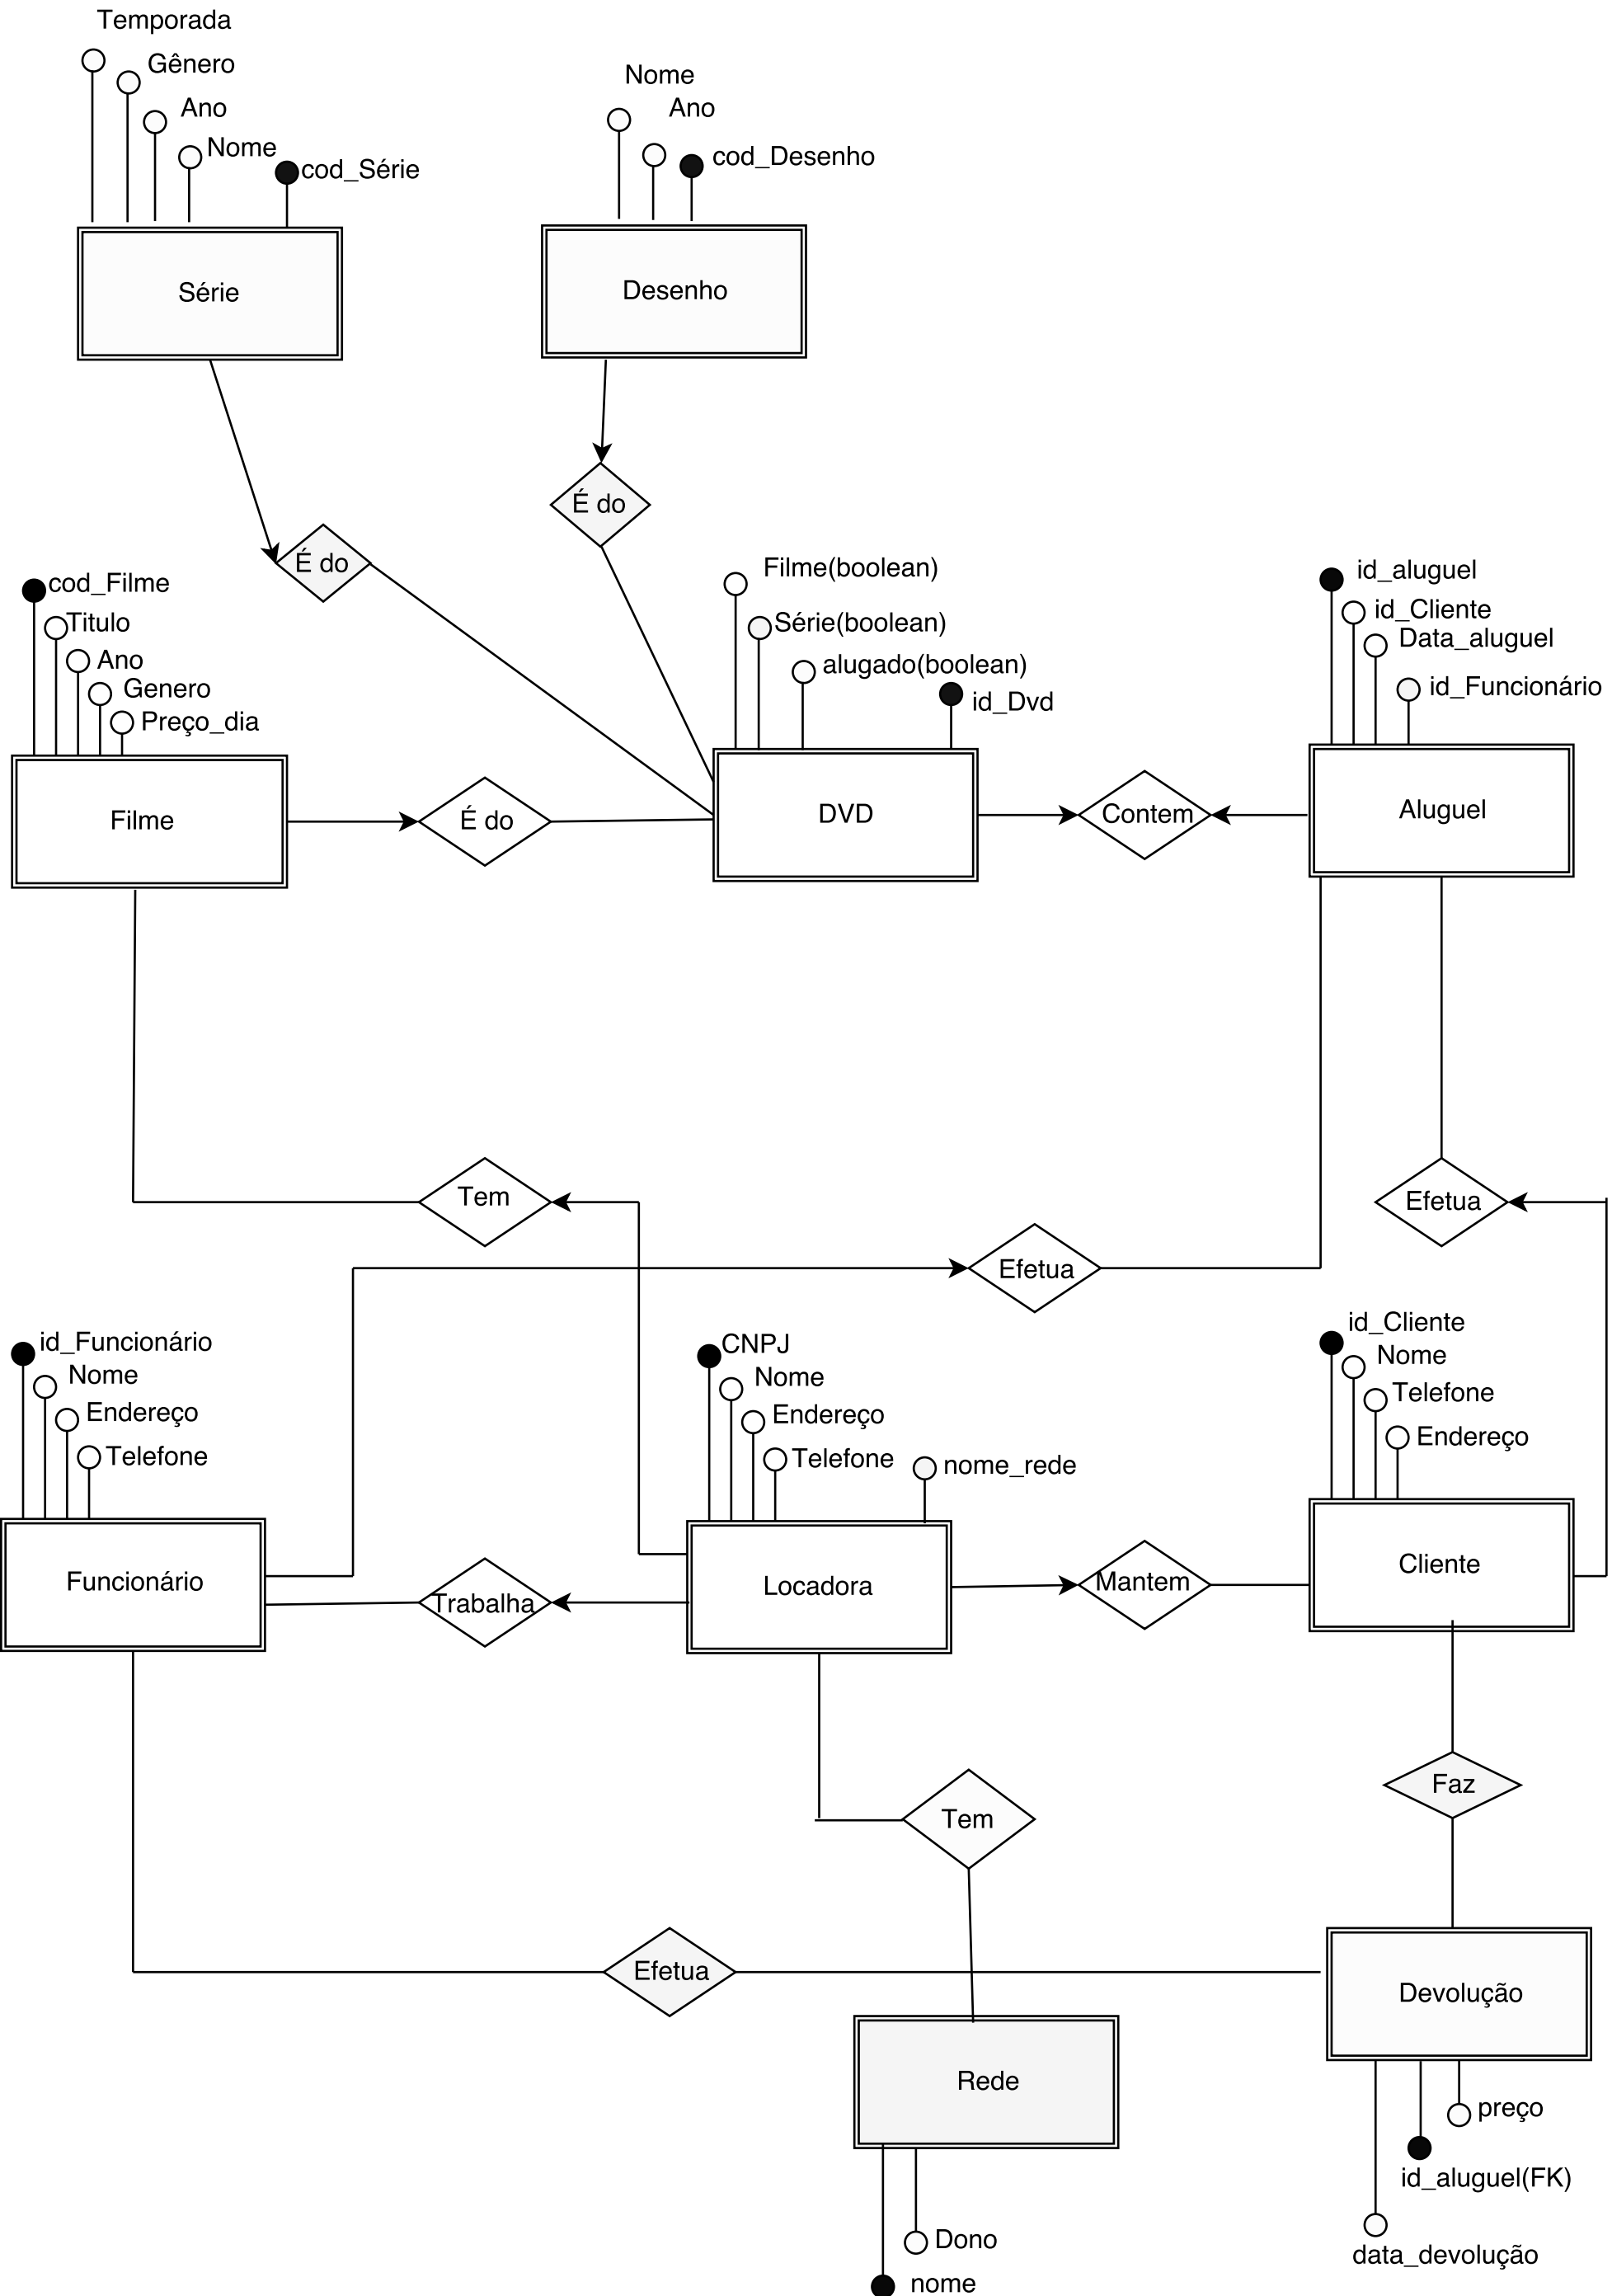 Temporada
Gênero
Ano
Nome
cod_Série
Série
Nome
Ano
cod_Desenho
Desenho
É do
É do
cod_Filme
Titulo
Ano
Genero
Preço_dia
Filme
É do
Filme(boolean)
Série(boolean)
alugado(boolean)
id_Dvd
DVD
Contem
id_aluguel
id_Cliente
Data_aluguel
id_Funcionário
Aluguel
Tem
Efetua
Efetua
id_Funcionário
Nome
Endereço
Telefone
Funcionário
Trabalha
CNPJ
Nome
Endereço
Telefone
nome_rede
Locadora
Mantem
id_Cliente
Nome
Telefone
Endereço
Cliente
Faz
Tem
Efetua
Devolução
preço
id_aluguel(FK)
data_devolução
Rede
Dono
nome